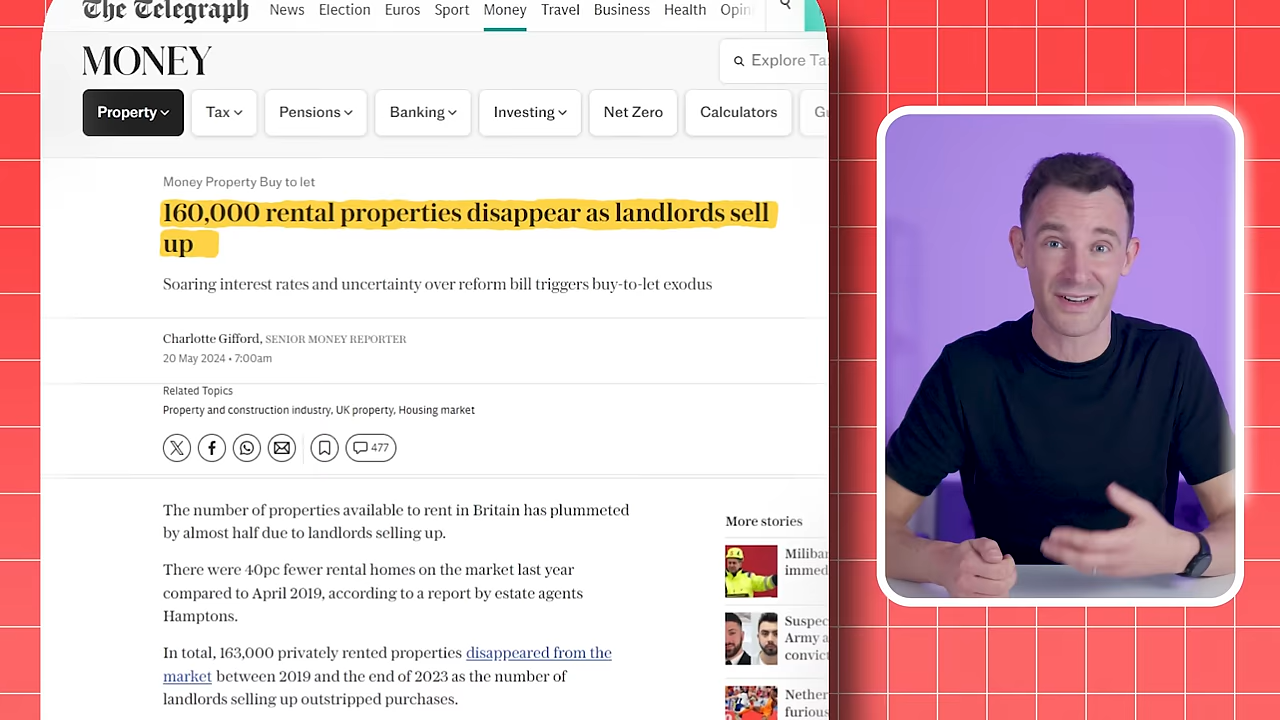 The Telegraph
News Election Euros Sport Money Travel Business Health
MONEY
Explore
Property Tax Pensions Banking Investing Net Zero Calculators
Money Property Buy to let
160,000 rental properties disappear as landlords sell
up
Soaring interest rates and uncertainty over reform bill triggers buy-to-let exodus
Charlotte Gifford, SENIOR MONEY REPORTER
20 May 2024 • 7:00am
Related Topics
Property and construction industry, UK property, Housing market
477
The number of properties available to rent in Britain has plummeted
by almost half due to landlords selling up.
There were 40pc fewer rental homes on the market last year
compared to April 2019, according to a report by estate agents
Hamptons.
In total, 163,000 privately rented properties disappeared from the
market between 2019 and the end of 2023 as the number of
landlords selling up outstripped purchases.
More stories
Army
furious